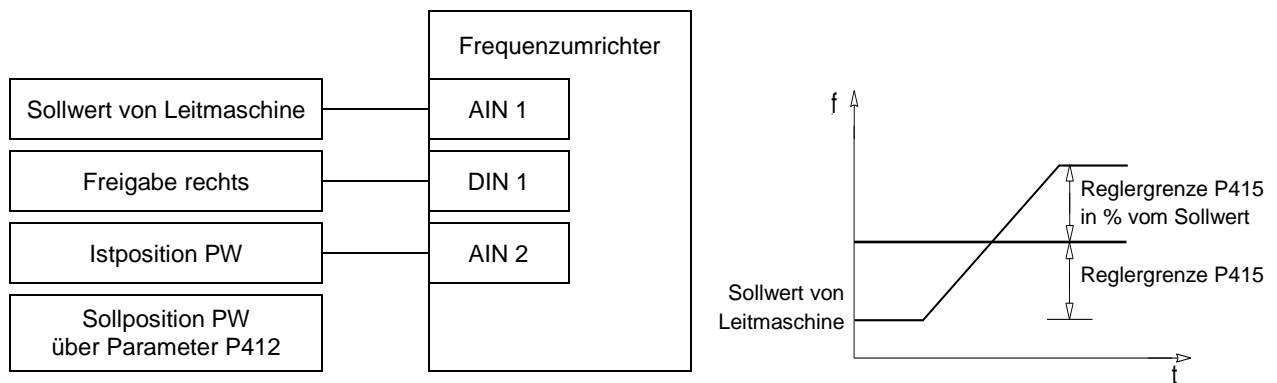 Frequenzumrichter
Sollwert von Leitmaschine
AIN 1
Freigabe rechts
DIN 1
Istposition PW
AIN 2
Sollposition PW
über Parameter P412
f
Reglergrenze P415
in % vom Sollwert
Reglergrenze P415
Sollwert von
Leitmaschine
t